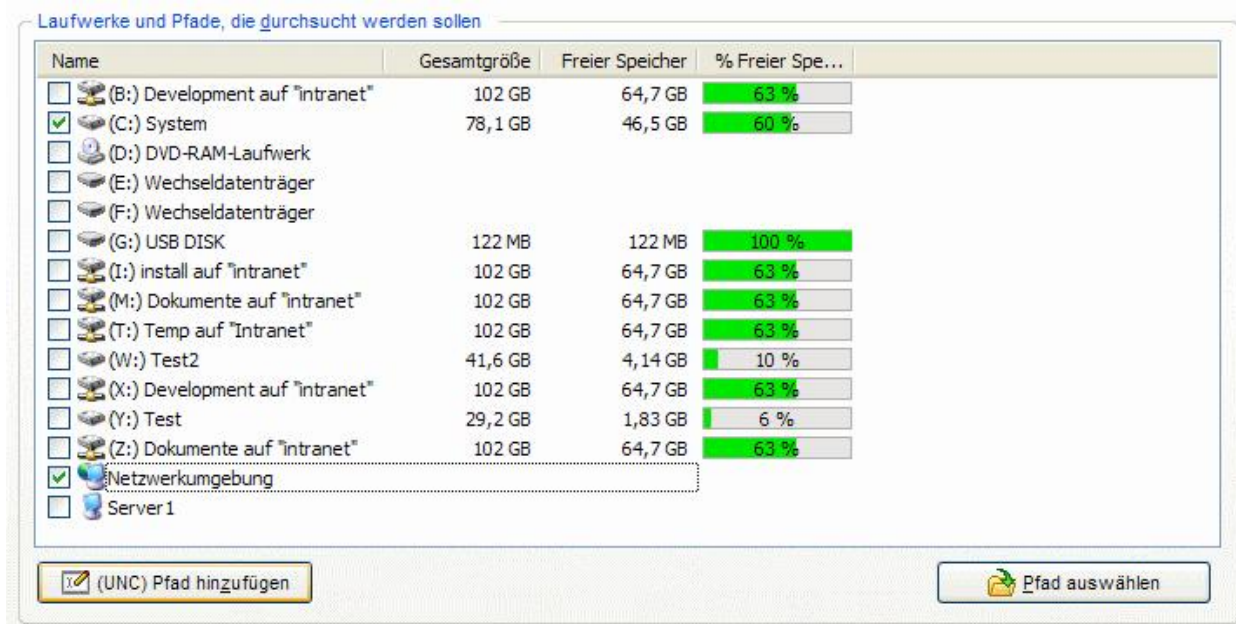 Laufwerke und Pfade, die durchsucht werden sollen
Name Gesamtgröße Freier Speicher % Freier Spe...
(B:) Development auf "intranet" 102 GB 64,7 GB 63 %
(C:) System 78,1 GB 46,5 GB 60 %
(D:) DVD-RAM-Laufwerk
(E:) Wechseldatenträger
(F:) Wechseldatenträger
(G:) USB DISK 122 MB 122 MB 100 %
(I:) install auf "intranet" 102 GB 64,7 GB 63 %
(M:) Dokumente auf "intranet" 102 GB 64,7 GB 63 %
(T:) Temp auf "Intranet" 102 GB 64,7 GB 63 %
(W:) Test2 41,6 GB 4,14 GB 10 %
(X:) Development auf "intranet" 102 GB 64,7 GB 63 %
(Y:) Test 29,2 GB 1,83 GB 6 %
(Z:) Dokumente auf "intranet" 102 GB 64,7 GB 63 %
Netzwerkumgebung
Server1
(UNC) Pfad hinzufügen Pfad auswählen